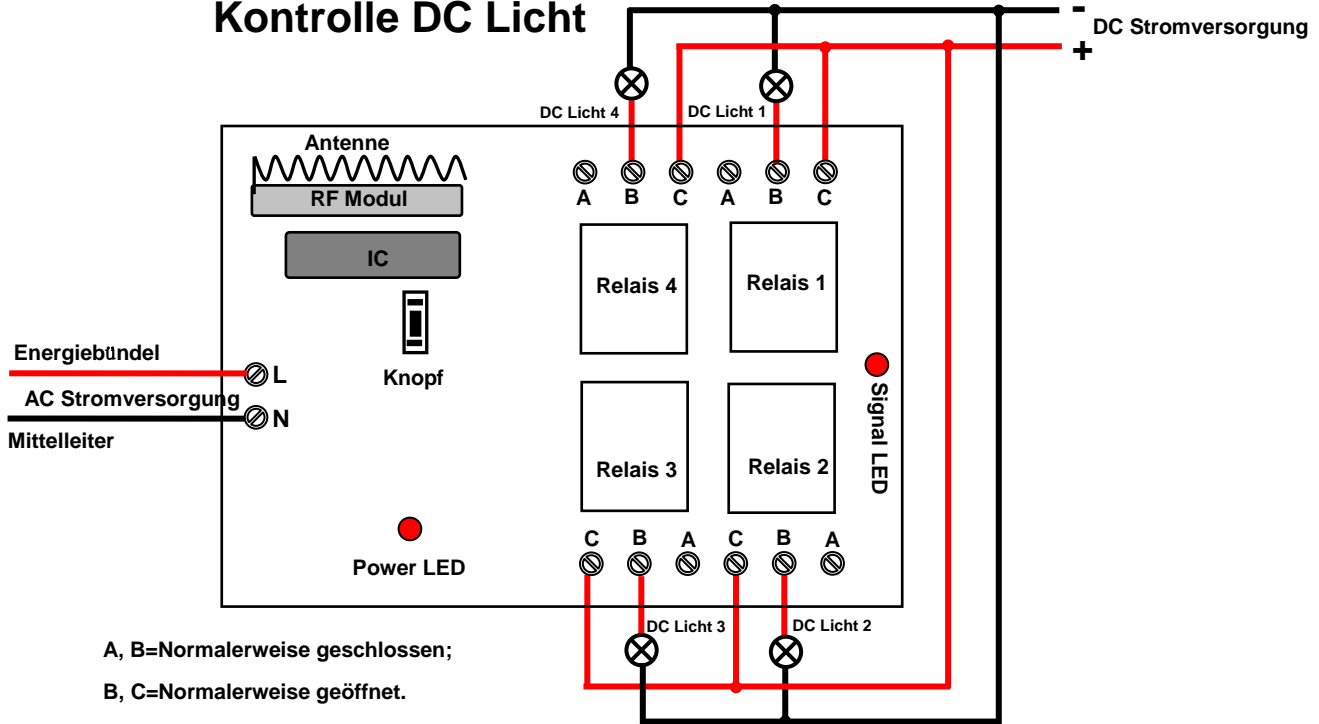 Kontrolle DC Licht
-
DC Stromversorgung
+
DC Licht 4
DC Licht 1
Antenne
RF Modul
A B C A B C
IC
Relais 4
Relais 1
Knopf
Energiebündel
L
AC Stromversorgung
N
Mittelleiter
Signal LED
Relais 3
Relais 2
Power LED
C B A C B A
DC Licht 3
DC Licht 2
A, B=Normalerweise geschlossen;
B, C=Normalerweise geöffnet.